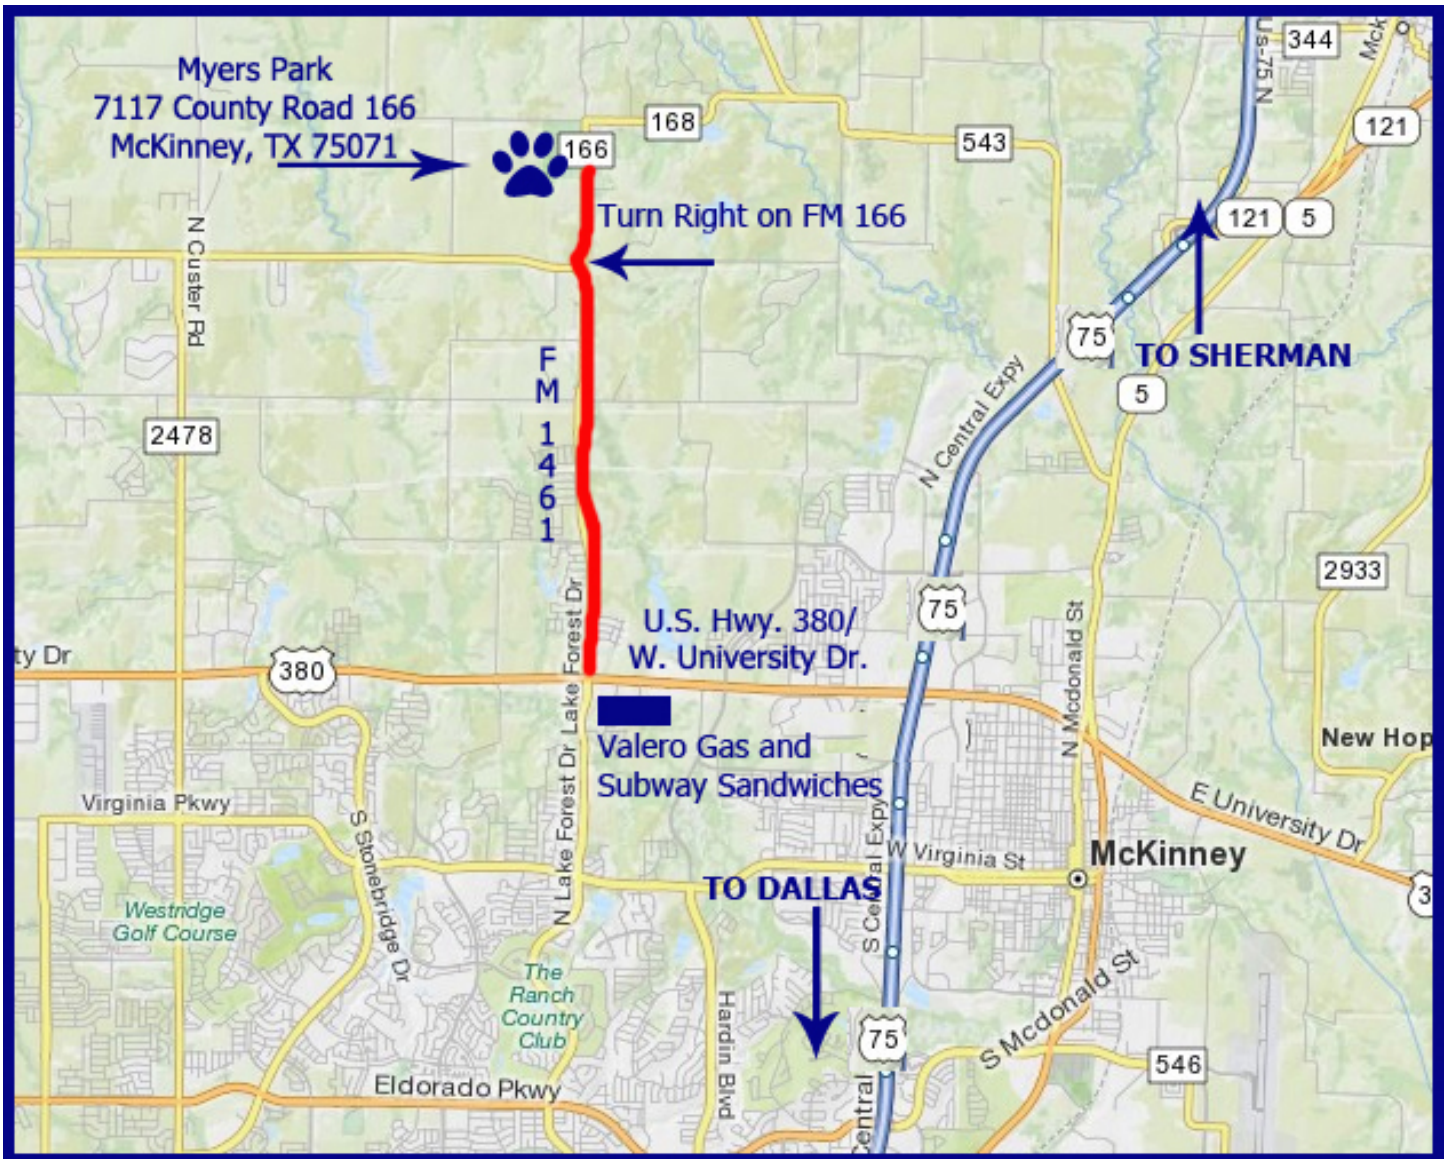 Myers Park
7117 County Road 166
McKinney, TX 75071
166
168
543
344
Us-75 N
Mck
121
121
5
Turn Right on FM 166
N Custer Rd
75
TO SHERMAN
5
N Central Expy
2478
FM 1461
75
2933
U.S. Hwy. 380/
W. University Dr.
ty Dr
380
Lake Forest Dr
N Mcdonald St
Valero Gas and
Subway Sandwiches
New Hop
Virginia Pkwy
S Stonebridge Dr
N Lake Forest Dr
S Central Expy
E University Dr
W Virginia St
McKinney
TO DALLAS
3
Westridge
Golf Course
The
Ranch
Country
Club
Hardin Blvd
75
S Mcdonald St
546
Eldorado Pkwy
Central